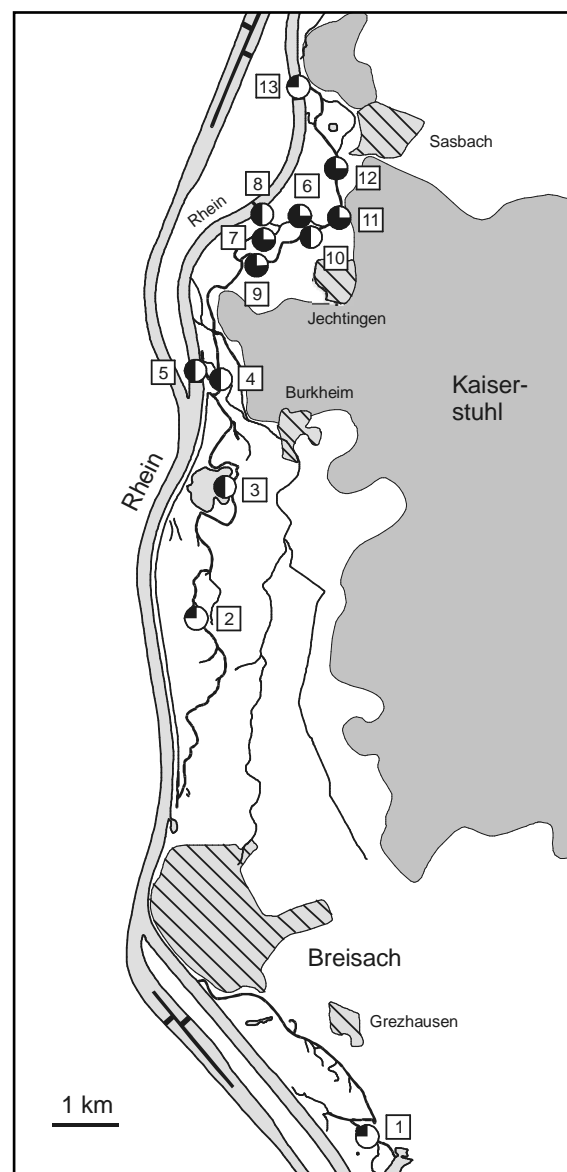 13
Sasbach
12
8
6
Rhein
11
7
10
9
Jechtingen
5
4
Burkheim
Kaiser-
stuhl
Rhein
3
2
Breisach
Grezhausen
1 km
1